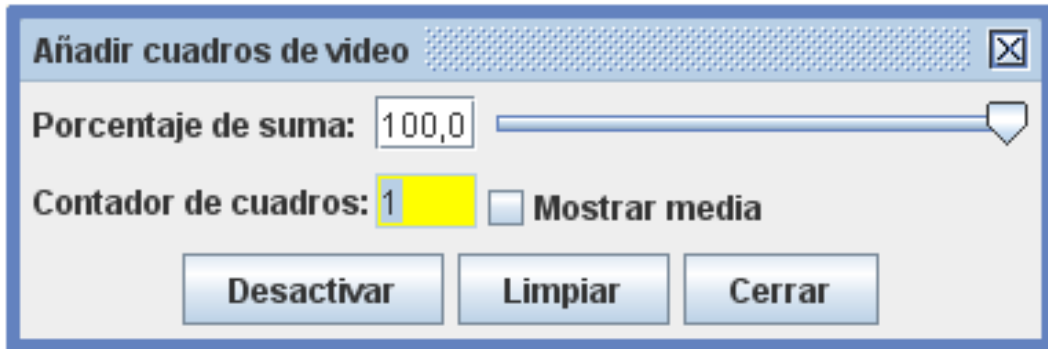 Añadir cuadros de video
Porcentaje de suma: 100,0
Contador de cuadros: 1 Mostrar media
Desactivar Limpiar Cerrar